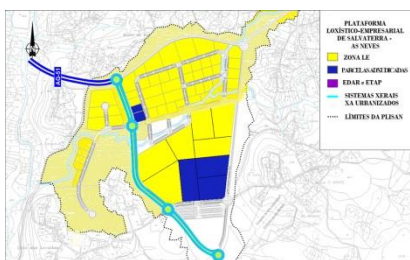 PLATAFORMA
LOXÍSTICO-EMPRESARIAL
DE SALVATERRA -
AS NEVES
ZONA LE
PARCELAS ADXUDICADAS
EDAR e ETAP
SISTEMAS XERAIS
XA URBANIZADOS
LÍMITES DA PLISAN